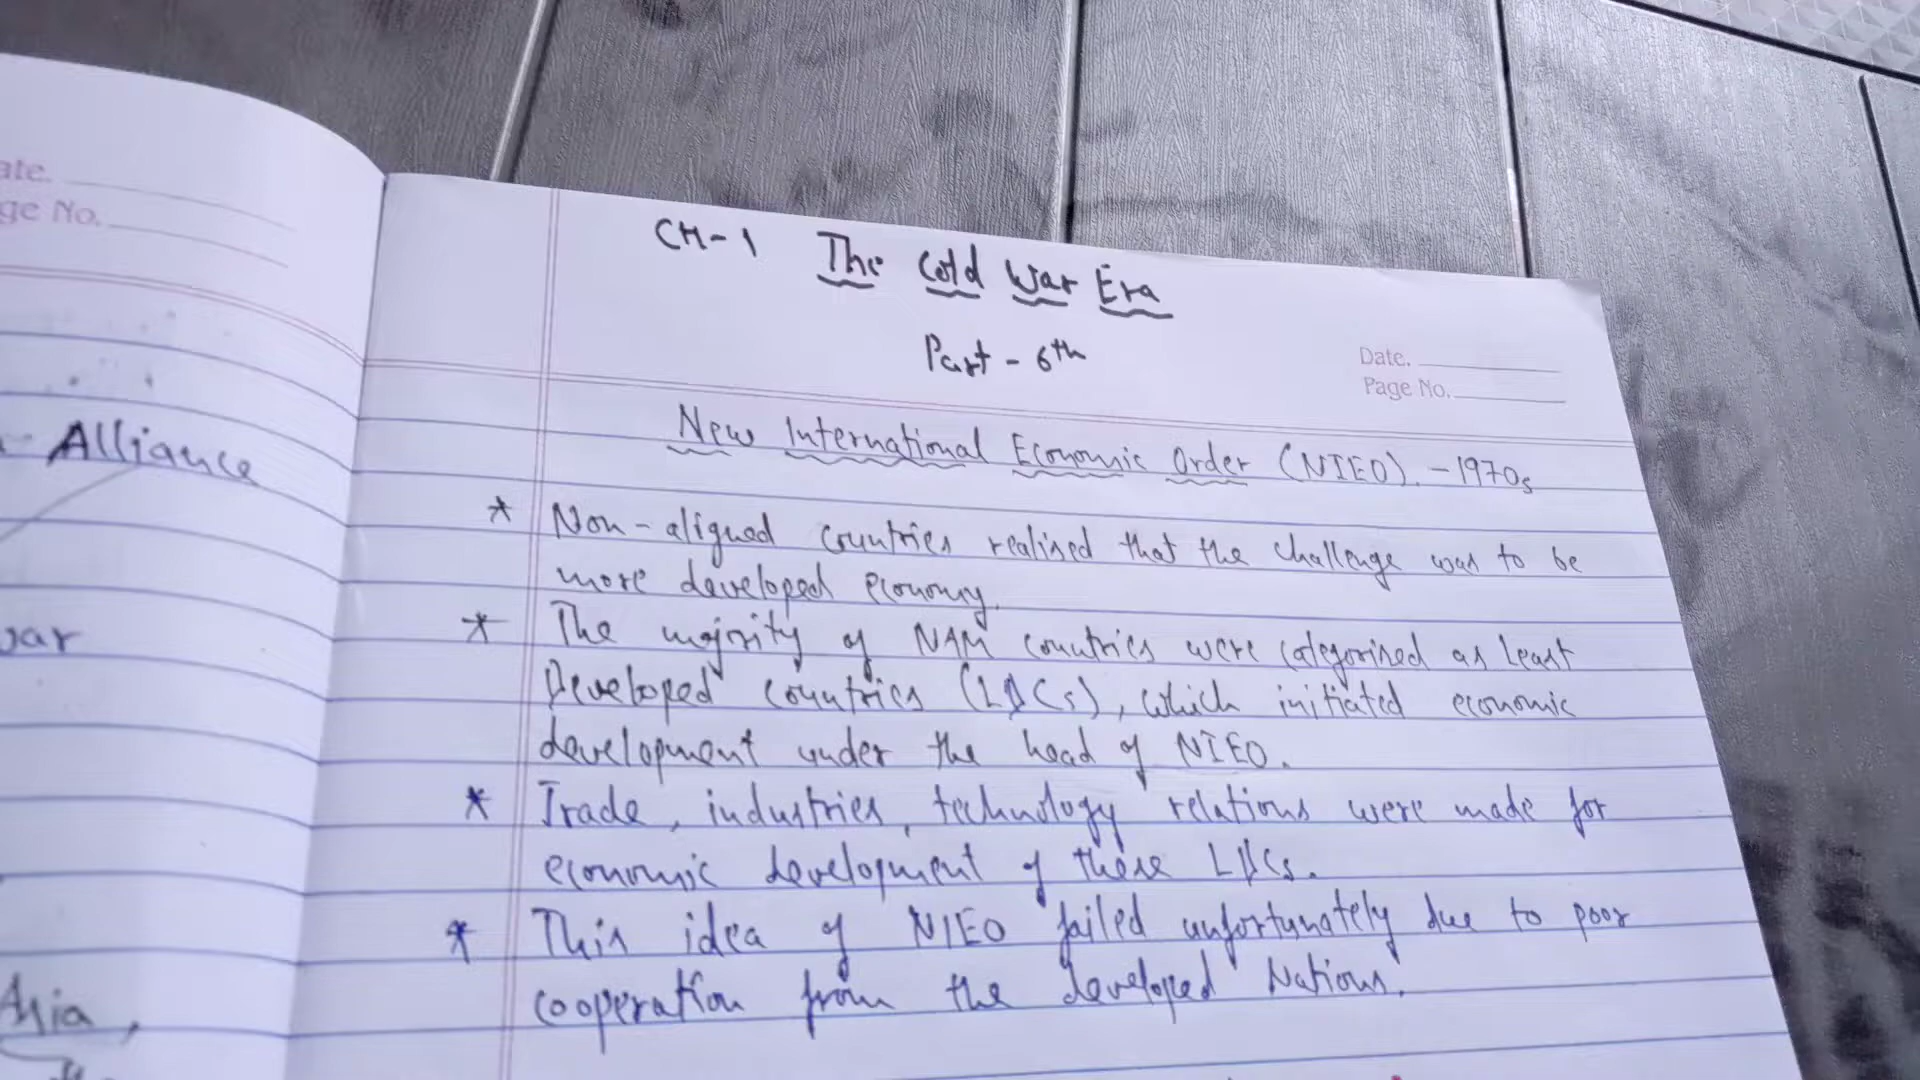 ate.
ge No.
Alliance
war
Asia,
CH-1 The Cold War Era
Part - 6th
Date.
Page No.
New International Economic Order (NIEO). - 1970s
* Non-aligned countries realised that the challenge was to be
more developed economy.
* The majority of NAM countries were categorised as Least
Developed countries (LDCs), which initiated economic
development under the head of NIEO.
* Trade, industries, technology relations were made for
economic development of these LDCs.
* This idea of NIEO failed unfortunately due to poor
cooperation from the developed Nations.